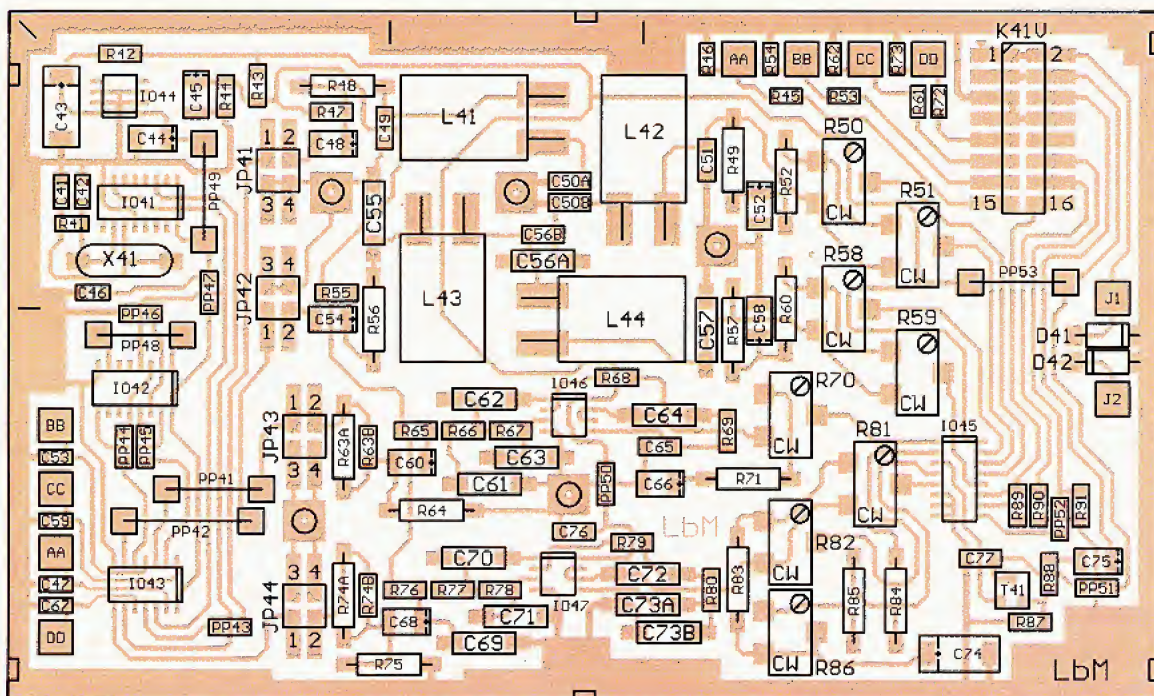 R42
R46
AA
R54
BB
R62
CC
R73
DD
K41V
1
2
C43
IO44
C45
R44
R43
R48
R47
C49
L41
L42
R45
R53
R61
R72
C44
C48
C51
R49
R50
R52
JP41
1 2
3 4
PP49
C41
C42
IO41
R41
C50A
C50B
C55
C52
R51
CW
15
16
X41
C56B
C56A
R58
CW
PP53
C46
PP47
PP46
PP48
JP42
3 4
1 2
R55
C54
R56
L43
L44
C57
R57
C58
R60
CW
R59
CW
J1
D41
D42
J2
IO42
IO46
R68
R70
CW
BB
C53
PP44
PP45
JP43
1 2
3 4
R63A
R63B
C62
R65
R66
R67
C64
C65
R69
R81
CW
IO45
CC
C59
PP41
PP42
C60
C63
C61
PP50
C66
R71
R64
R89
R90
PP52
R91
AA
C76
R79
LbM
R82
CW
C47
C67
DD
IO43
PP43
JP44
3 4
1 2
R74A
R74B
C70
R76
R77
R78
IO47
C72
C73A
C73B
R80
R83
R85
R84
C77
T41
R88
C75
PP51
R87
C68
C71
C69
R75
CW
R86
C74
LbM